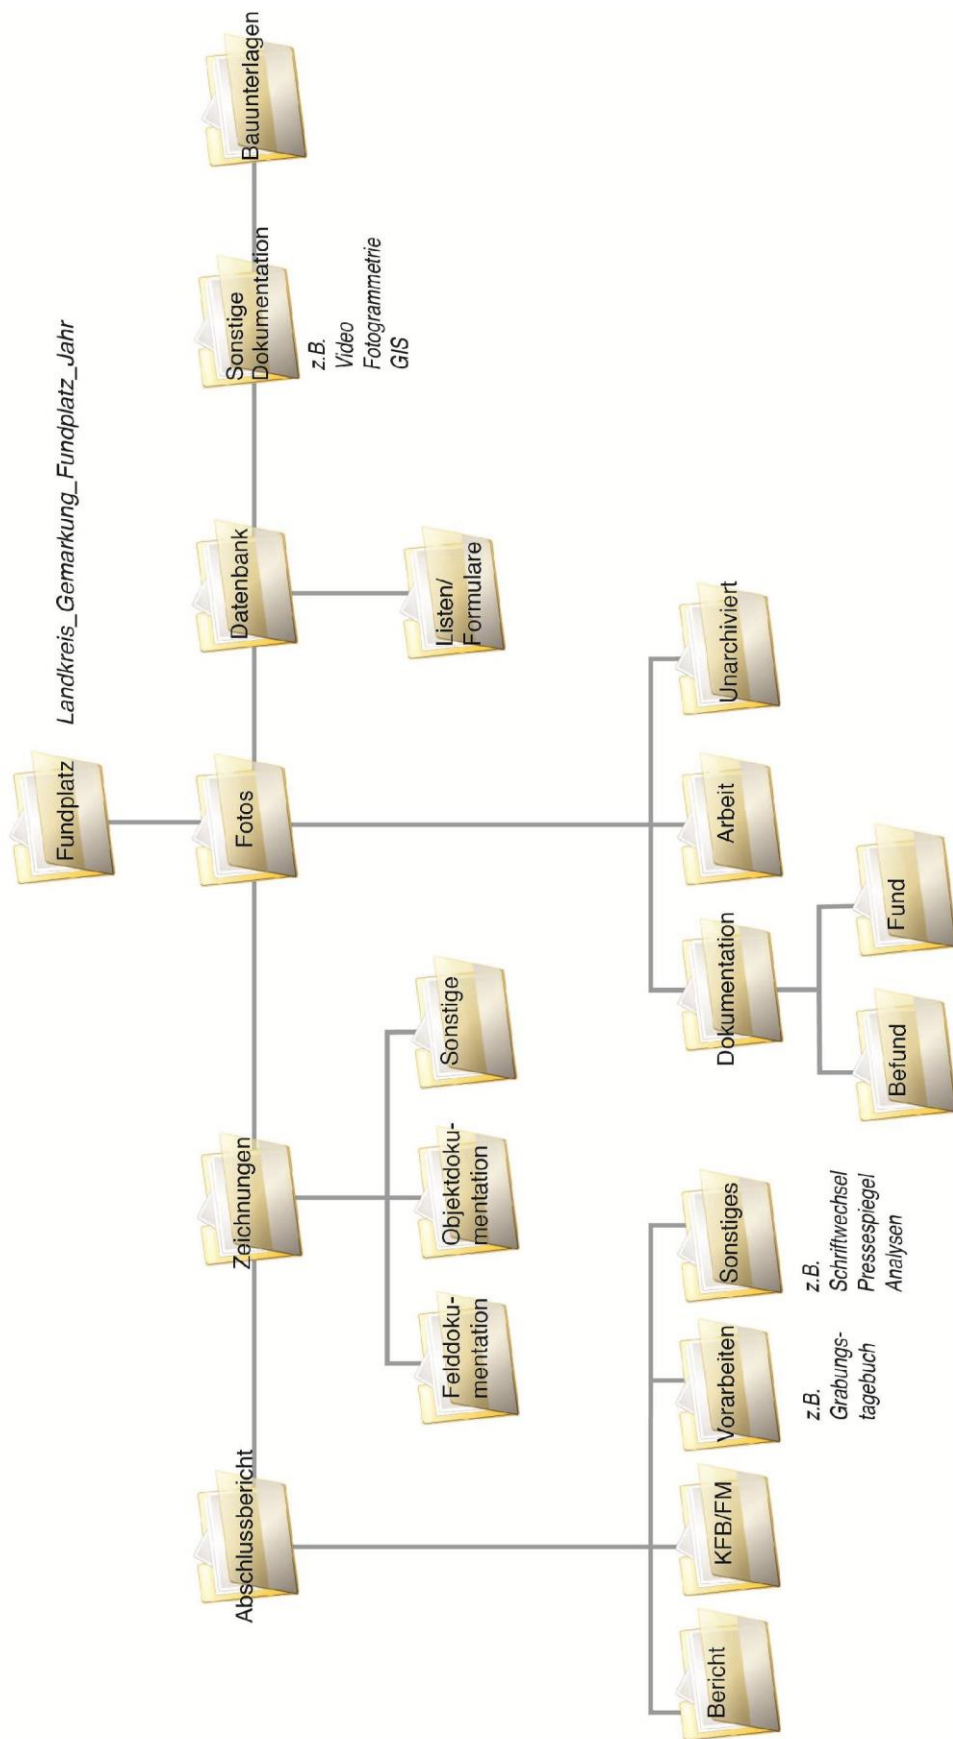 Fundplatz
Landkreis_Gemarkung_Fundplatz_Jahr
Abschlussbericht
Zeichnungen
Fotos
Datenbank
Sonstige
Dokumentation
Bauunterlagen
z.B.
Video
Fotogrammetrie
GIS
Felddoku-
mentation
Objektdoku-
mentation
Sonstige
Listen/
Formulare
Bericht
KFB/FM
Vorarbeiten
Sonstiges
Dokumentation
Arbeit
Unarchiviert
z.B.
Grabungs-
tagebuch
z.B.
Schriftwechsel
Pressespiegel
Analysen
Befund
Fund